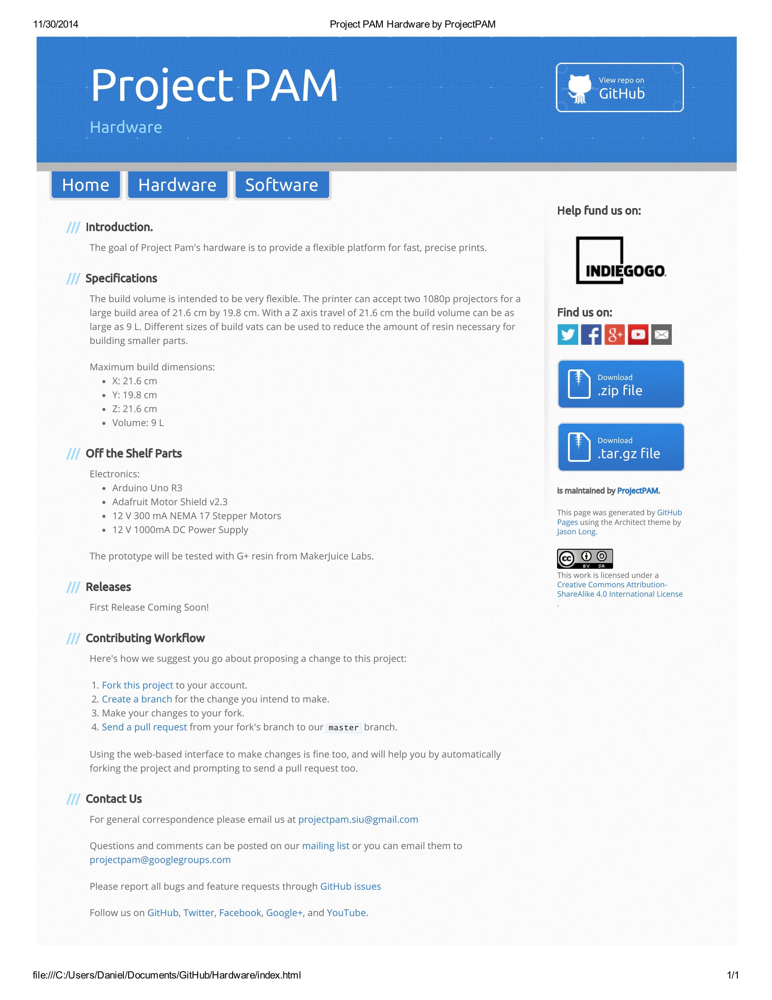 11/30/2014
Project PAM Hardware by ProjectPAM
Project PAM
Hardware
View repo on
GitHub
Home
Hardware
Software
Introduction.
The goal of Project Pam's hardware is to provide a flexible platform for fast, precise prints.
Specifications
The build volume is intended to be very flexible. The printer can accept two 1080p projectors for a
large build area of 21.6 cm by 19.8 cm. With a Z axis travel of 21.6 cm the build volume can be as
large as 9 L. Different sizes of build vats can be used to reduce the amount of resin necessary for
building smaller parts.
Maximum build dimensions:
• X: 21.6 cm
• Y: 19.8 cm
• Z: 21.6 cm
• Volume: 9 L
Off the Shelf Parts
Electronics:
• Arduino Uno R3
• Adafruit Motor Shield v2.3
• 12 V 300 mA NEMA 17 Stepper Motors
• 12 V 1000mA DC Power Supply
The prototype will be tested with G+ resin from MakerJuice Labs.
Releases
First Release Coming Soon!
Contributing Workflow
Here's how we suggest you go about proposing a change to this project:
1. Fork this project to your account.
2. Create a branch for the change you intend to make.
3. Make your changes to your fork.
4. Send a pull request from your fork's branch to our master branch.
Using the web-based interface to make changes is fine too, and will help you by automatically
forking the project and prompting to send a pull request too.
Contact Us
For general correspondence please email us at projectpam.siu@gmail.com
Questions and comments can be posted on our mailing list or you can email them to
projectpam@googlegroups.com
Please report all bugs and feature requests through GitHub issues
Follow us on GitHub, Twitter, Facebook, Google+, and YouTube.
Help fund us on:
INDIEGOGO.
Find us on:
g+
Download
.zip file
Download
.tar.gz file
is maintained by ProjectPAM.
This page was generated by GitHub
Pages using the Architect theme by
Jason Long.
cc BY SA
This work is licensed under a
Creative Commons Attribution-
ShareAlike 4.0 International License
.
file:///C:/Users/Daniel/Documents/GitHub/Hardware/index.html
1/1